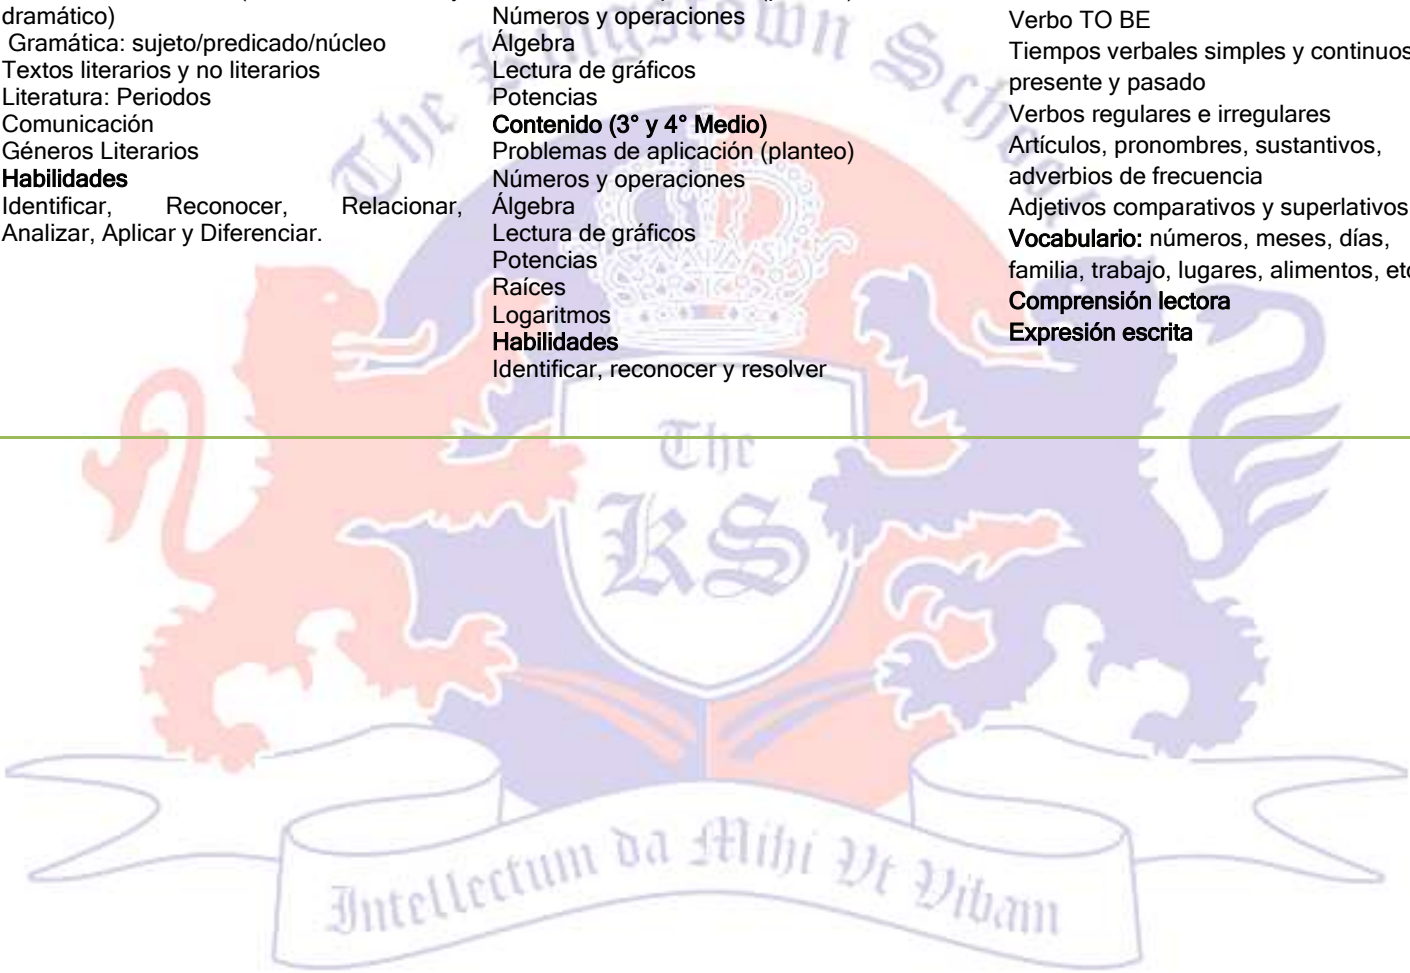 dramático)
Gramática: sujeto/predicado/núcleo
Textos literarios y no literarios
Literatura: Periodos
Comunicación
Géneros Literarios
Habilidades
Identificar, Reconocer, Relacionar,
Analizar, Aplicar y Diferenciar.
Números y operaciones
Álgebra
Lectura de gráficos
Potencias
Contenido (3° y 4° Medio)
Problemas de aplicación (planteo)
Números y operaciones
Álgebra
Lectura de gráficos
Potencias
Raíces
Logaritmos
Habilidades
Identificar, reconocer y resolver
Verbo TO BE
Tiempos verbales simples y continuos
presente y pasado
Verbos regulares e irregulares
Artículos, pronombres, sustantivos,
adverbios de frecuencia
Adjetivos comparativos y superlativos
Vocabulario: números, meses, días,
familia, trabajo, lugares, alimentos, etc
Comprensión lectora
Expresión escrita
The Kingstown School
The
KS
Intellectum da Mihi Vt Vibam